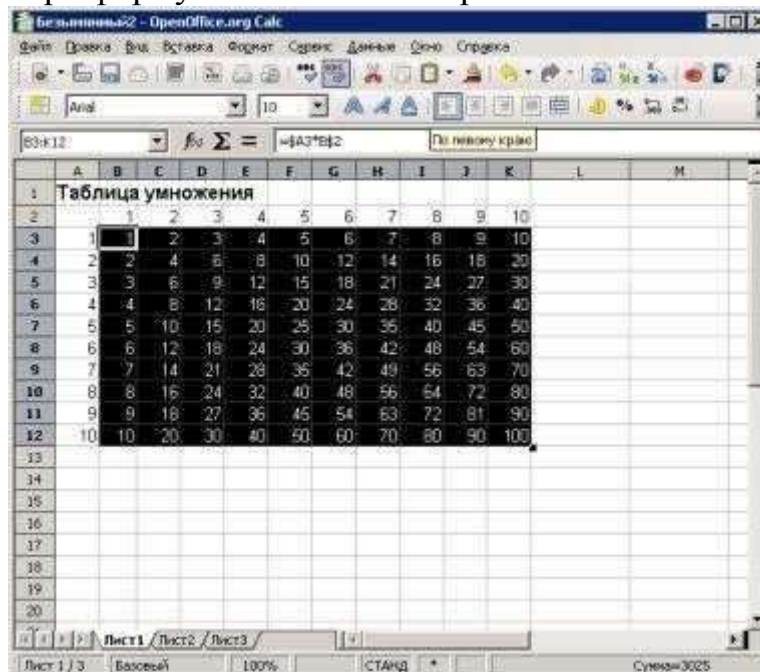 Безымянный2 - OpenOffice.org Calc
Файл Правка Вид Вставка Формат Сервис Данные Окно Справка
Arial 10
B3:K12 =$A3*B$2 По левому краю
A B C D E F G H I J K L M
1 Таблица умножения
2 1 2 3 4 5 6 7 8 9 10
3 1 1 2 3 4 5 6 7 8 9 10
4 2 2 4 6 8 10 12 14 16 18 20
5 3 3 6 9 12 15 18 21 24 27 30
6 4 4 8 12 16 20 24 28 32 36 40
7 5 5 10 15 20 25 30 35 40 45 50
8 6 6 12 18 24 30 36 42 48 54 60
9 7 7 14 21 28 35 42 49 56 63 70
10 8 8 16 24 32 40 48 56 64 72 80
11 9 9 18 27 36 45 54 63 72 81 90
12 10 10 20 30 40 50 60 70 80 90 100
13
14
15
16
17
18
19
20
Лист1 Лист2 Лист3
Лист 1 / 3 Базовый 100% СТАНД * Сумма=3025